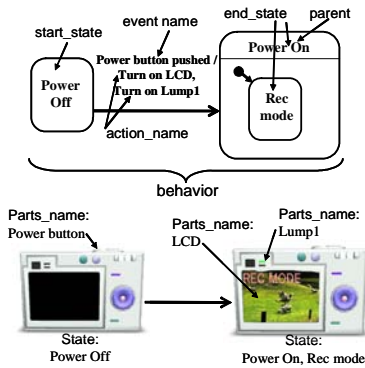 event name
end_state
parent
start_state
Power On
Power button pushed /
Turn on LCD,
Turn on Lump1
Power
Off
Rec
mode
action_name
behavior
Parts_name:
Power button
Parts_name:
LCD
Parts_name:
Lump1
REC MODE
State:
Power Off
State:
Power On, Rec mode